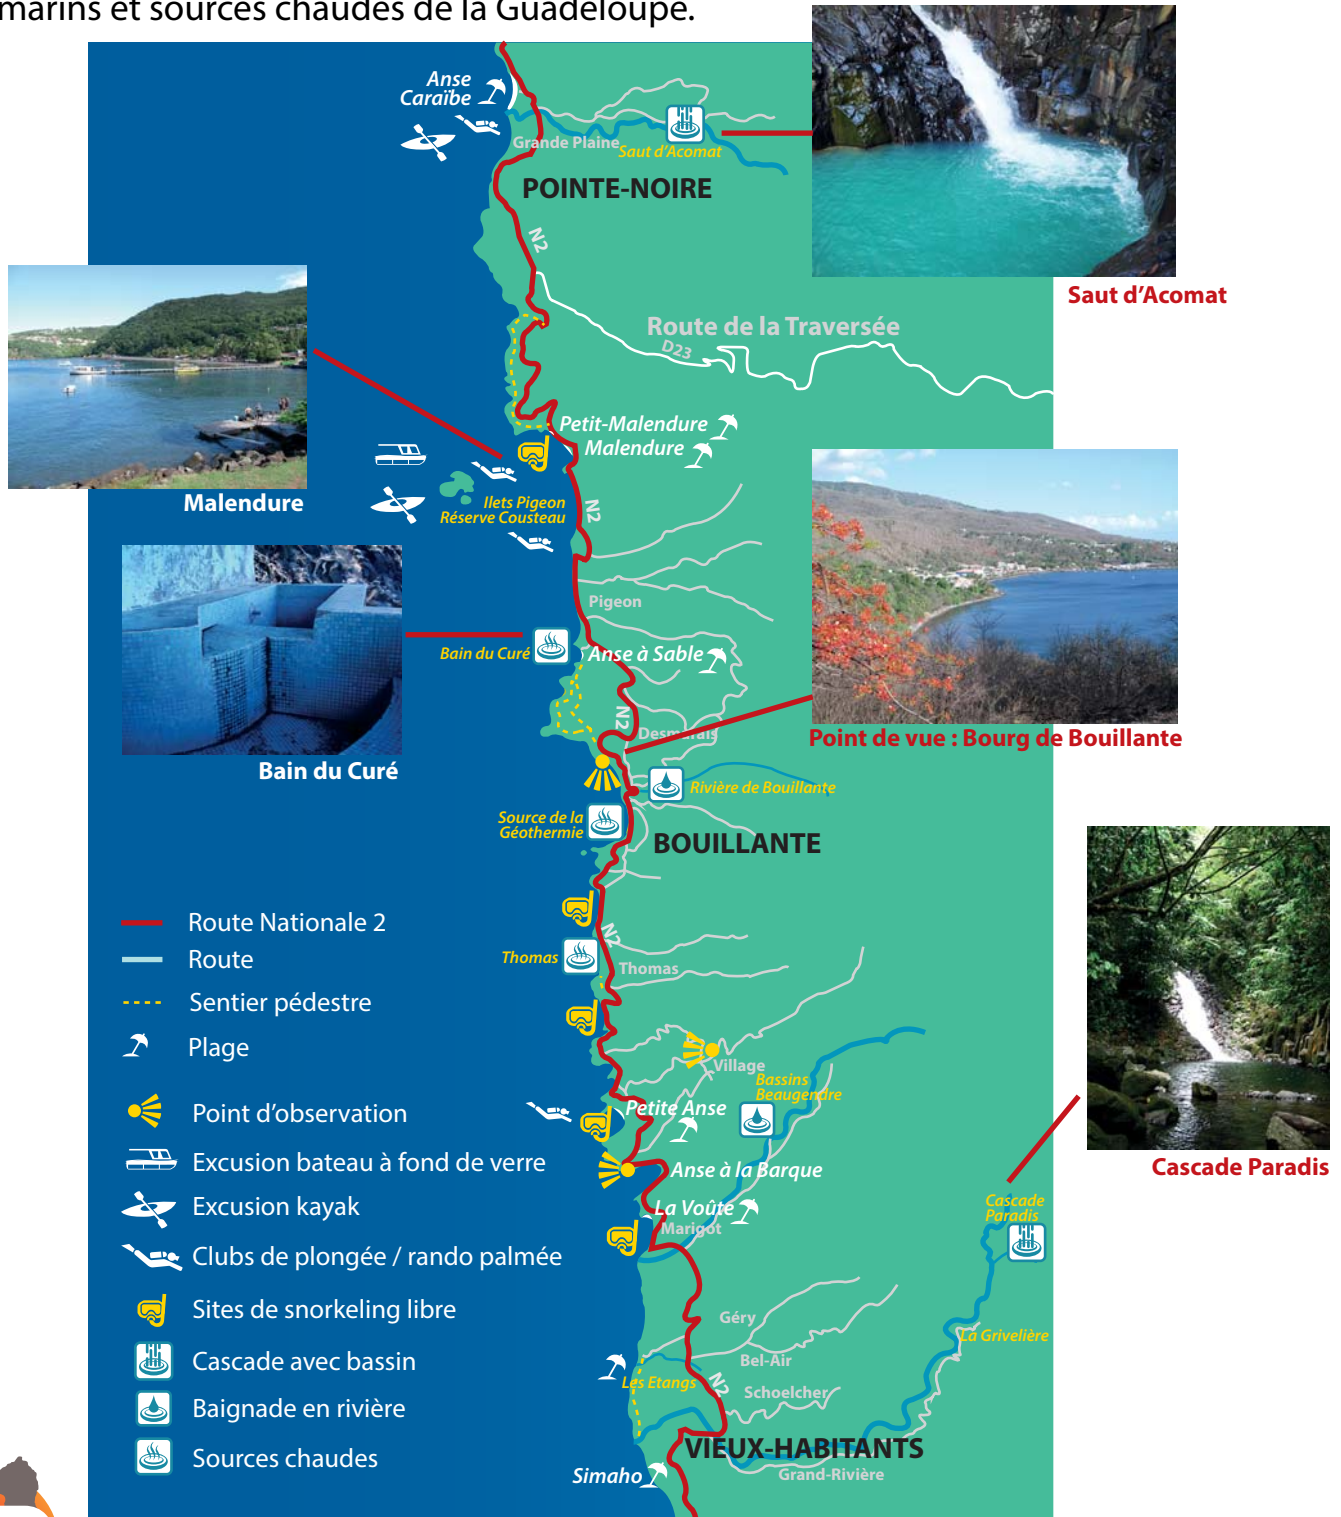 marins et sources chaudes de la Guadeloupe.
Anse
Caraïbe
Grande Plaine
Saut d'Acomat
POINTE-NOIRE
N2
Saut d'Acomat
Route de la Traversée
D23
Petit-Malendure
Malendure
Malendure
Ilets Pigeon
Réserve Cousteau
N2
Pigeon
Bain du Curé
Anse à Sable
N2
Desmarais
Point de vue : Bourg de Bouillante
Bain du Curé
Rivière de Bouillante
Source de la
Géothermie
BOUILLANTE
Route Nationale 2
Route
Sentier pédestre
Plage
Point d'observation
Excusion bateau à fond de verre
Excusion kayak
Clubs de plongée / rando palmée
Sites de snorkeling libre
Cascade avec bassin
Baignade en rivière
Sources chaudes
N2
Thomas
Thomas
Village
Bassins
Beaugendre
Petite Anse
Anse à la Barque
La Voûte
Marigot
Cascade Paradis
Cascade
Paradis
Géry
La Grivelière
Bel-Air
Les Etangs
N2
Schoelcher
VIEUX-HABITANTS
Grand-Rivière
Simaho